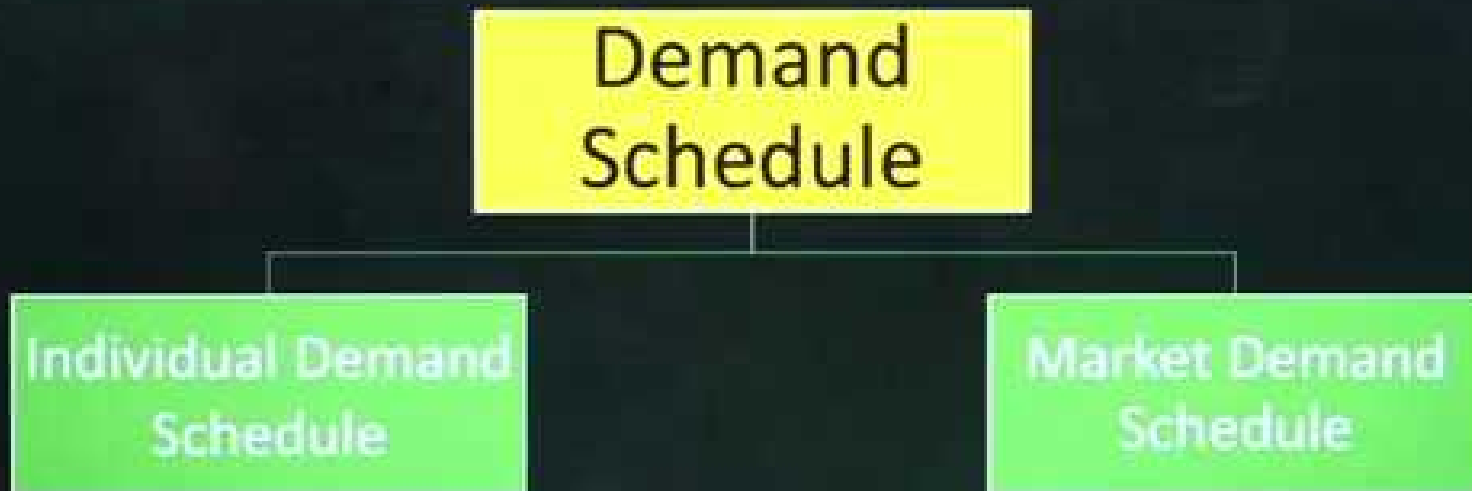 Demand
Schedule
Individual Demand
Schedule
Market Demand
Schedule